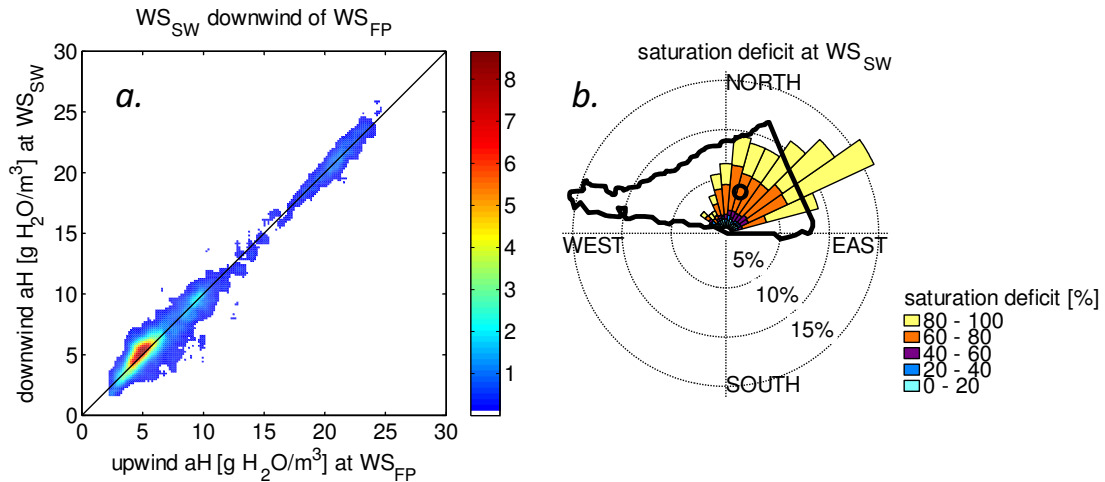 WS_SW downwind of WS_FP
a.
30
25
20
15
10
5
0
downwind aH [g H_2O/m^3] at WS_SW
0 5 10 15 20 25 30
upwind aH [g H_2O/m^3] at WS_FP
8
7
6
5
4
3
2
1
saturation deficit at WS_SW
b.
NORTH
WEST
EAST
5%
10%
15%
SOUTH
saturation deficit [%]
80 - 100
60 - 80
40 - 60
20 - 40
0 - 20